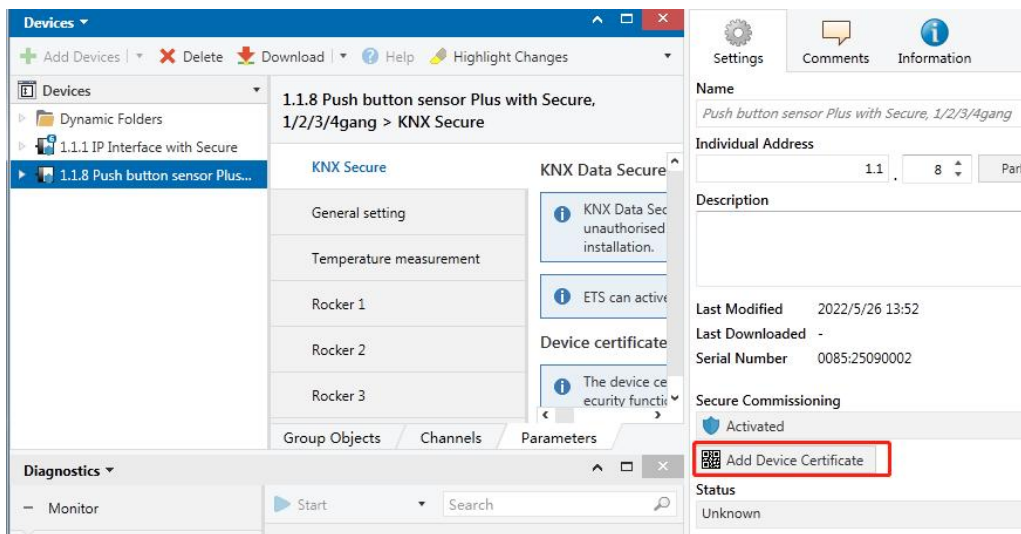 Devices
Add Devices
Delete
Download
Help
Highlight Changes
Devices
Dynamic Folders
1.1.1 IP Interface with Secure
1.1.8 Push button sensor Plus...
1.1.8 Push button sensor Plus with Secure,
1/2/3/4gang > KNX Secure
KNX Secure
General setting
Temperature measurement
Rocker 1
Rocker 2
Rocker 3
KNX Data Secure
KNX Data Sec
unauthorised
installation.
ETS can active
Device certificate
The device ce
ecurity functio
Group Objects
Channels
Parameters
Diagnostics
Monitor
Start
Search
Settings
Comments
Information
Name
Push button sensor Plus with Secure, 1/2/3/4gang
Individual Address
1.1 . 8
Parl
Description
Last Modified 2022/5/26 13:52
Last Downloaded -
Serial Number 0085:25090002
Secure Commissioning
Activated
Add Device Certificate
Status
Unknown